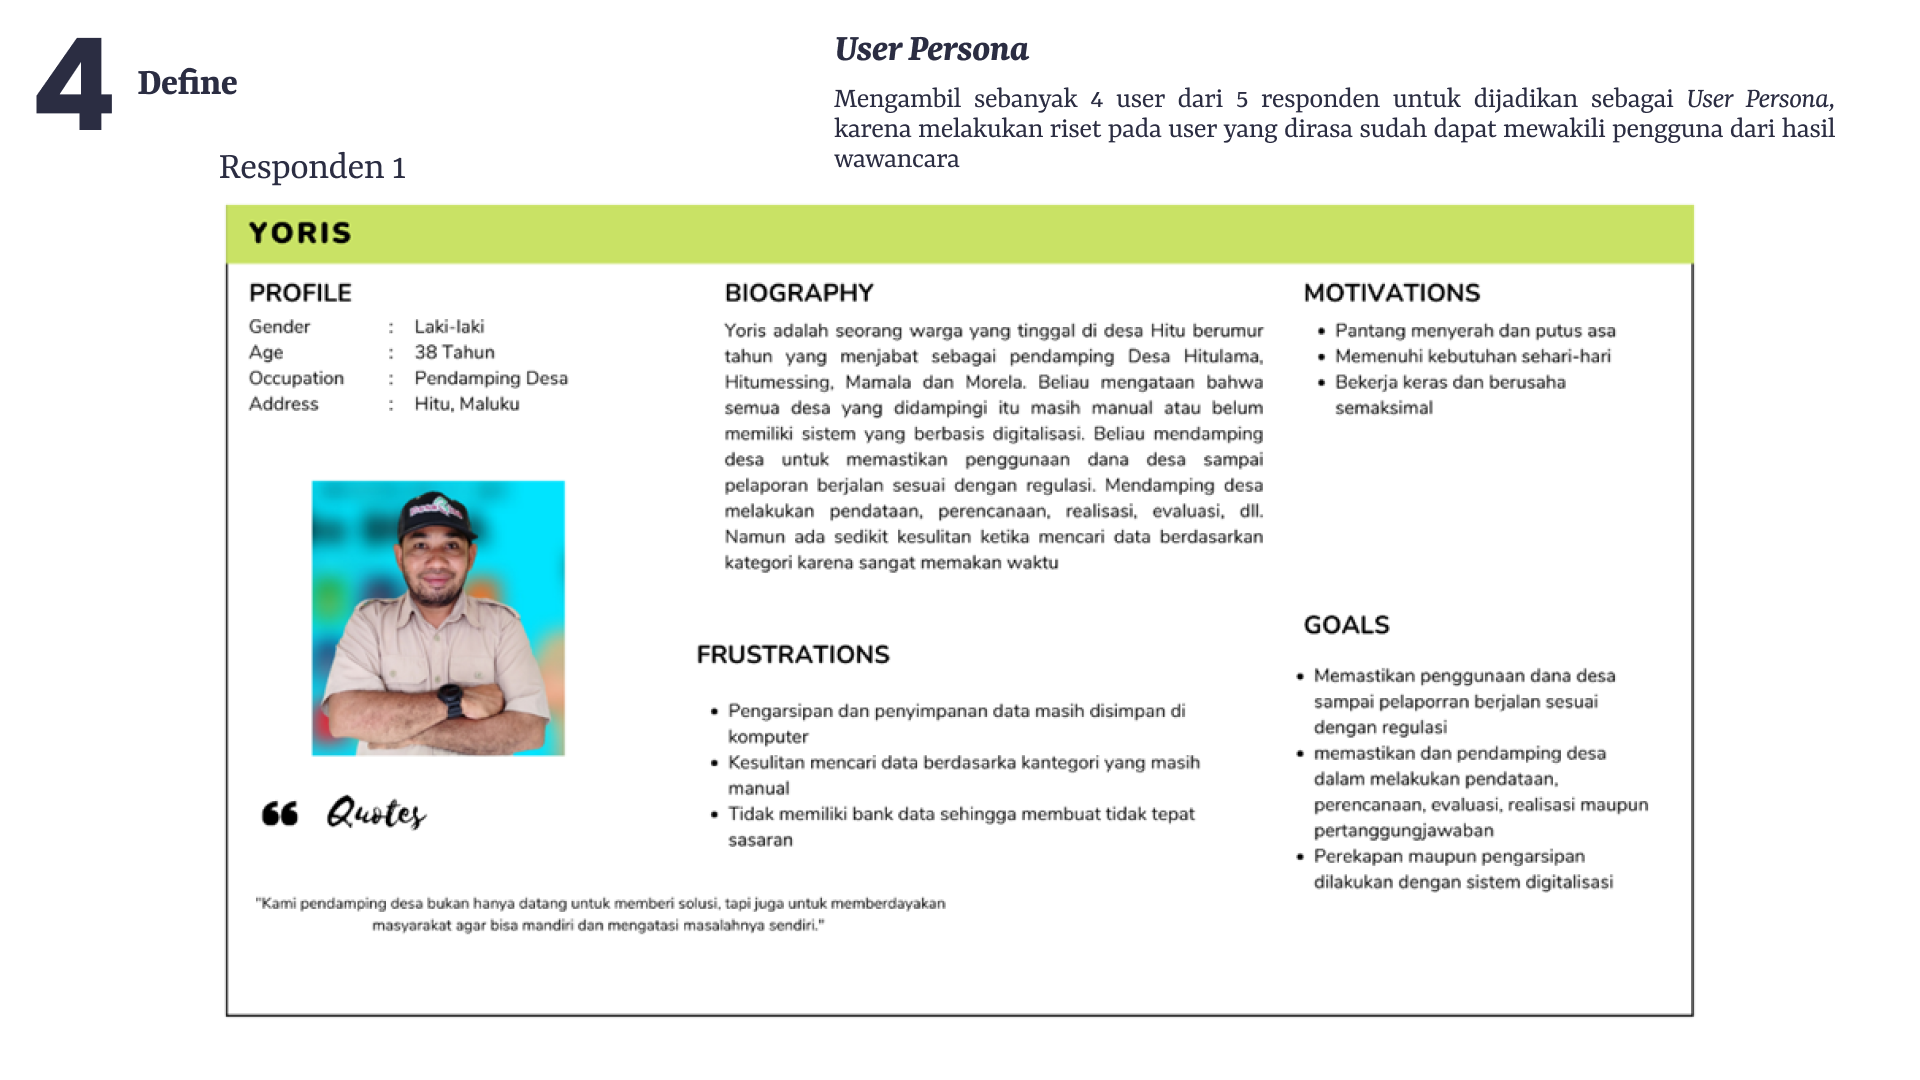 4
Define
User Persona
Mengambil sebanyak 4 user dari 5 responden untuk dijadikan sebagai User Persona,
karena melakukan riset pada user yang dirasa sudah dapat mewakili pengguna dari hasil
wawancara
Responden 1
YORIS
PROFILE
Gender : Laki-laki
Age : 38 Tahun
Occupation : Pendamping Desa
Address : Hitu, Maluku
Quotes
"Kami pendamping desa bukan hanya datang untuk memberi solusi, tapi juga untuk memberdayakan
masyarakat agar bisa mandiri dan mengatasi masalahnya sendiri."
BIOGRAPHY
Yoris adalah seorang warga yang tinggal di desa Hitu berumur
tahun yang menjabat sebagai pendamping Desa Hitulama,
Hitumessing, Mamala dan Morela. Beliau mengataan bahwa
semua desa yang didampingi itu masih manual atau belum
memiliki sistem yang berbasis digitalisasi. Beliau mendamping
desa untuk memastikan penggunaan dana desa sampai
pelaporan berjalan sesuai dengan regulasi. Mendamping desa
melakukan pendataan, perencanaan, realisasi, evaluasi, dll.
Namun ada sedikit kesulitan ketika mencari data berdasarkan
kategori karena sangat memakan waktu
FRUSTRATIONS
• Pengarsipan dan penyimpanan data masih disimpan di
komputer
• Kesulitan mencari data berdasarka kantegori yang masih
manual
• Tidak memiliki bank data sehingga membuat tidak tepat
sasaran
MOTIVATIONS
• Pantang menyerah dan putus asa
• Memenuhi kebutuhan sehari-hari
• Bekerja keras dan berusaha
semaksimal
GOALS
• Memastikan penggunaan dana desa
sampai pelaporran berjalan sesuai
dengan regulasi
• memastikan dan pendamping desa
dalam melakukan pendataan,
perencanaan, evaluasi, realisasi maupun
pertanggungjawaban
• Perekapan maupun pengarsipan
dilakukan dengan sistem digitalisasi